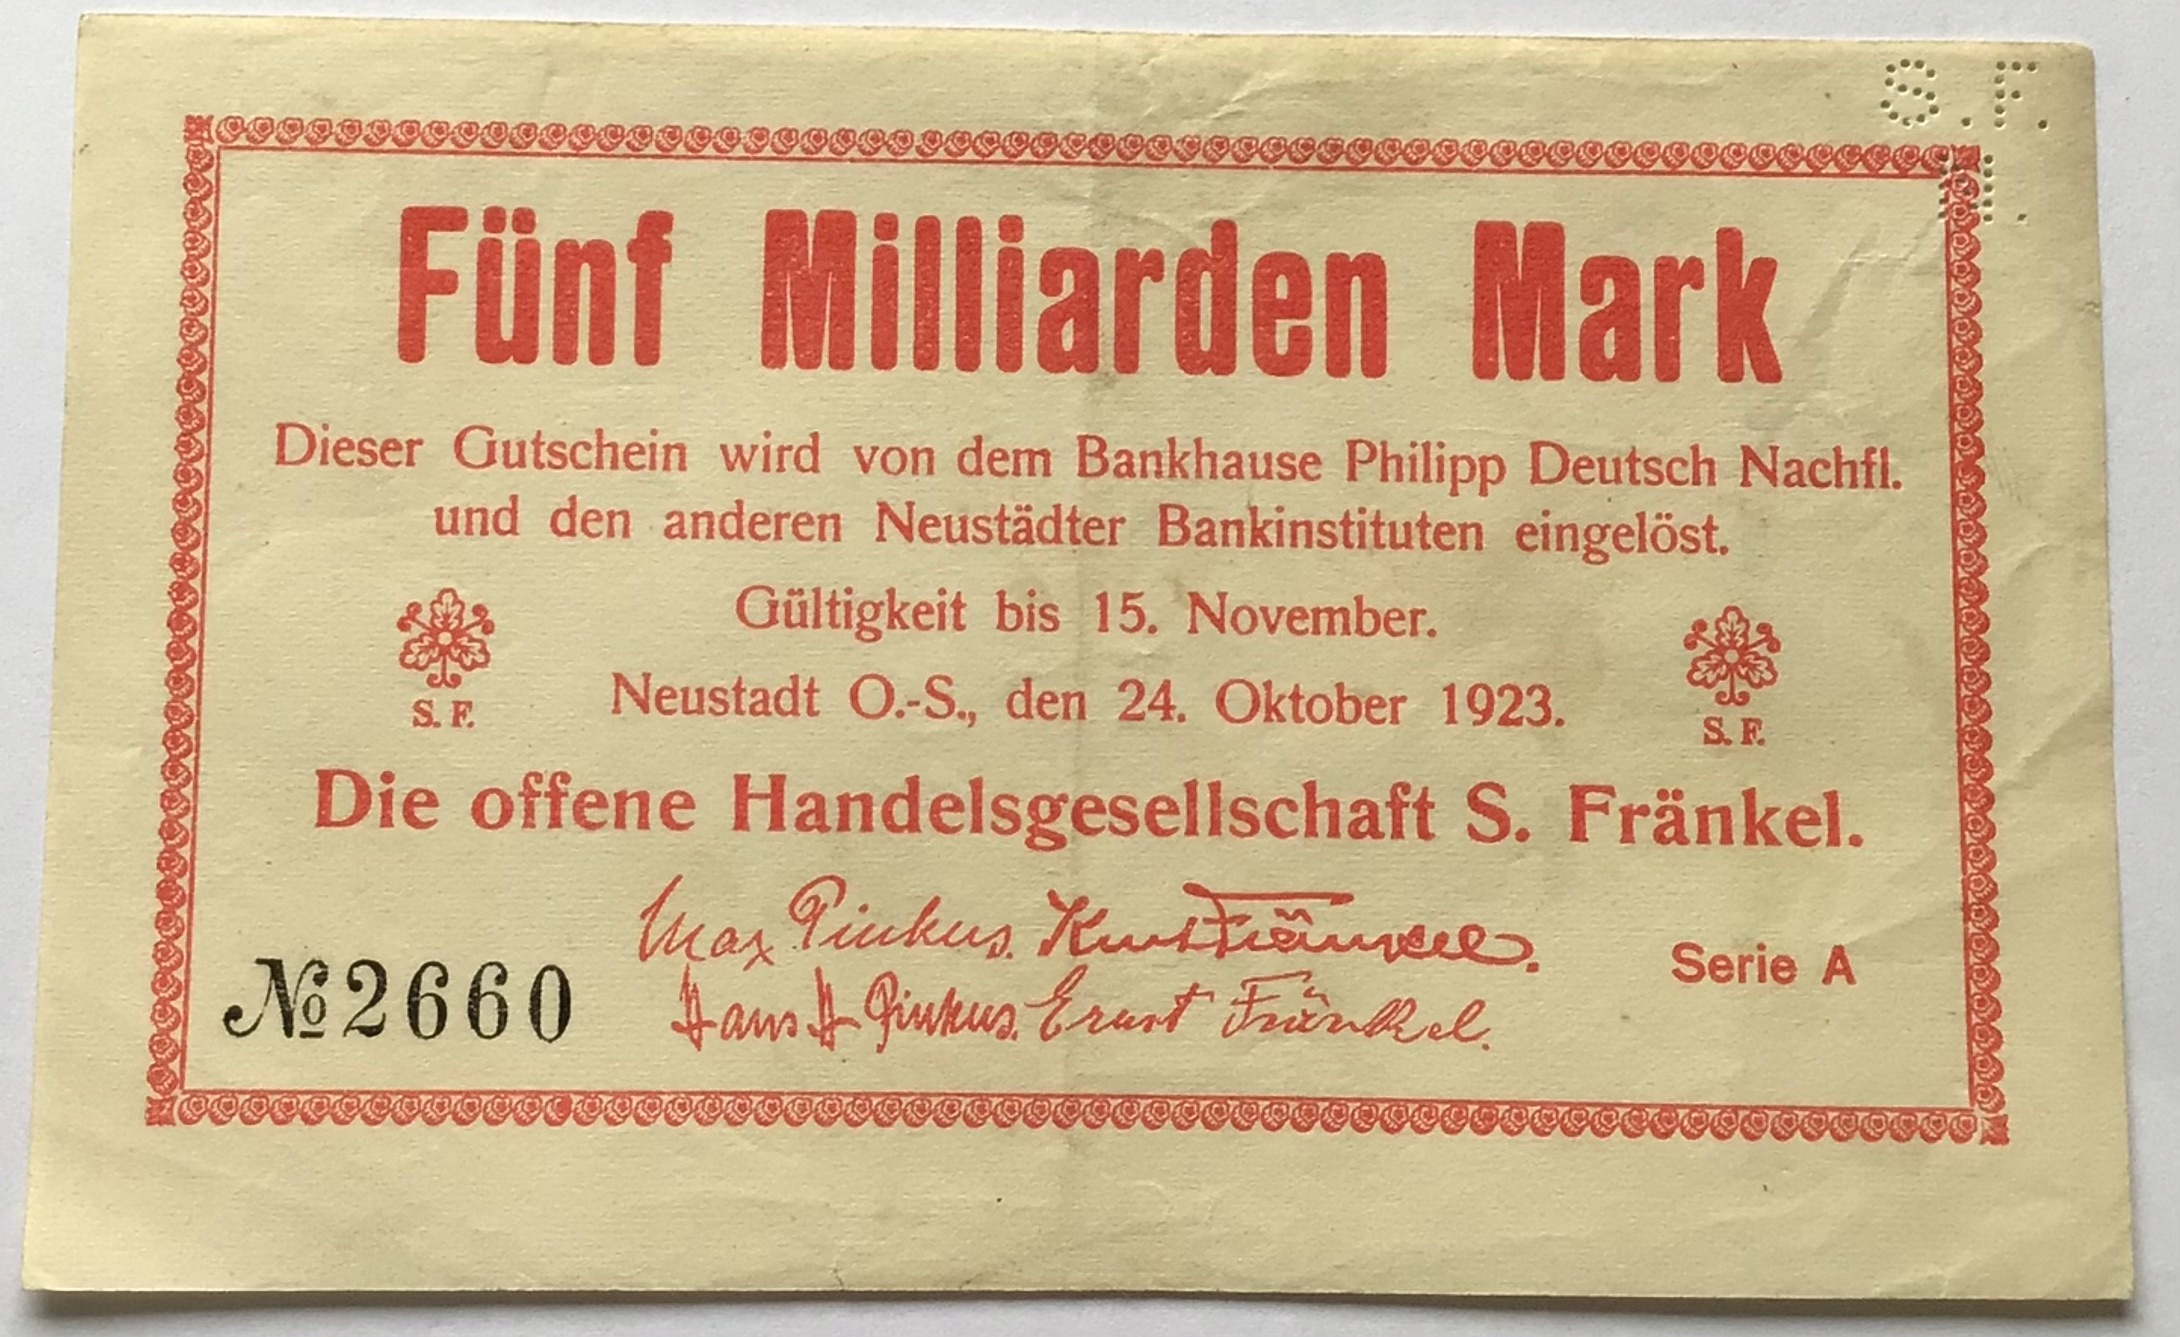 S.F.
N.
Fünf Milliarden Mark
Dieser Gutschein wird von dem Bankhause Philipp Deutsch Nachfl.
und den anderen Neustädter Bankinstituten eingelöst.
Gültigkeit bis 15. November.
Neustadt O.-S., den 24. Oktober 1923.
S. F.
S. F.
Die offene Handelsgesellschaft S. Fränkel.
Max Pinkus. Kurt Fränkel.
Hans H Pinkus. Ernst Fränkel.
Serie A
№ 2660